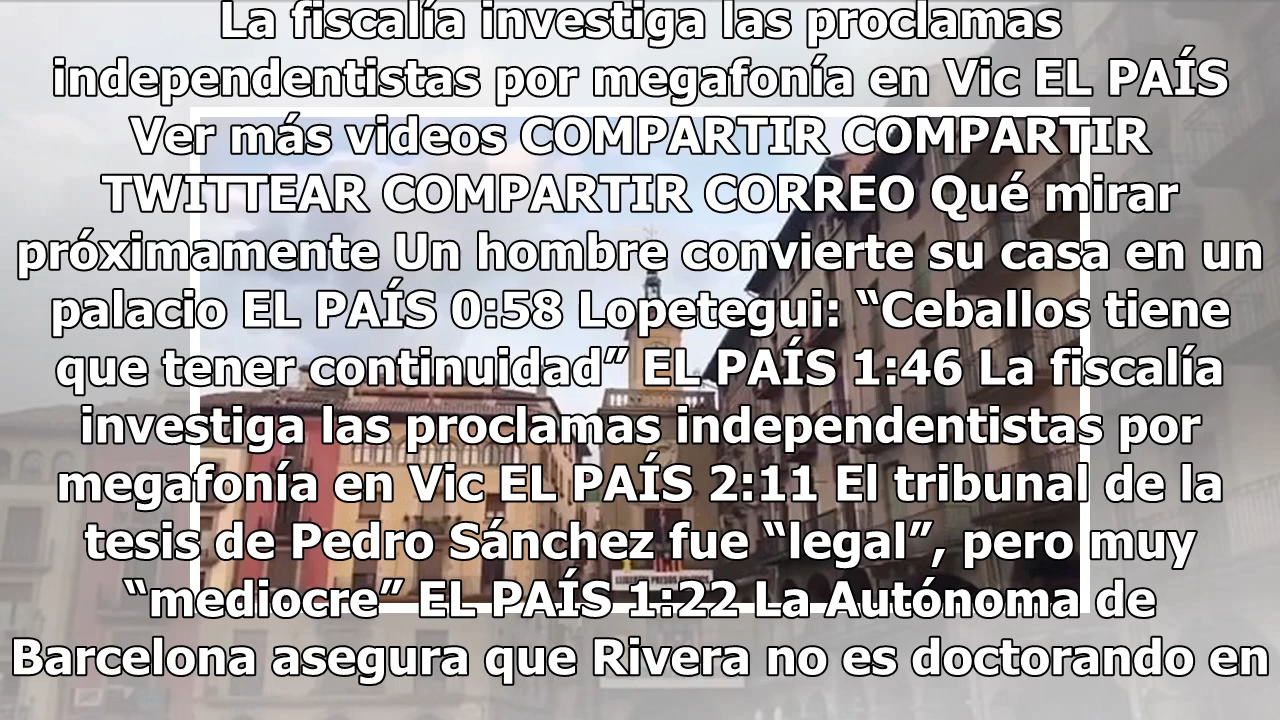 La fiscalía investiga las proclamas
independentistas por megafonía en Vic EL PAÍS
Ver más videos COMPARTIR COMPARTIR
TWITTEAR COMPARTIR CORREO Qué mirar
próximamente Un hombre convierte su casa en un
palacio EL PAÍS 0:58 Lopetegui: “Ceballos tiene
que tener continuidad” EL PAÍS 1:46 La fiscalía
investiga las proclamas independentistas por
megafonía en Vic EL PAÍS 2:11 El tribunal de la
tesis de Pedro Sánchez fue “legal”, pero muy
“mediocre” EL PAÍS 1:22 La Autónoma de
Barcelona asegura que Rivera no es doctorando en